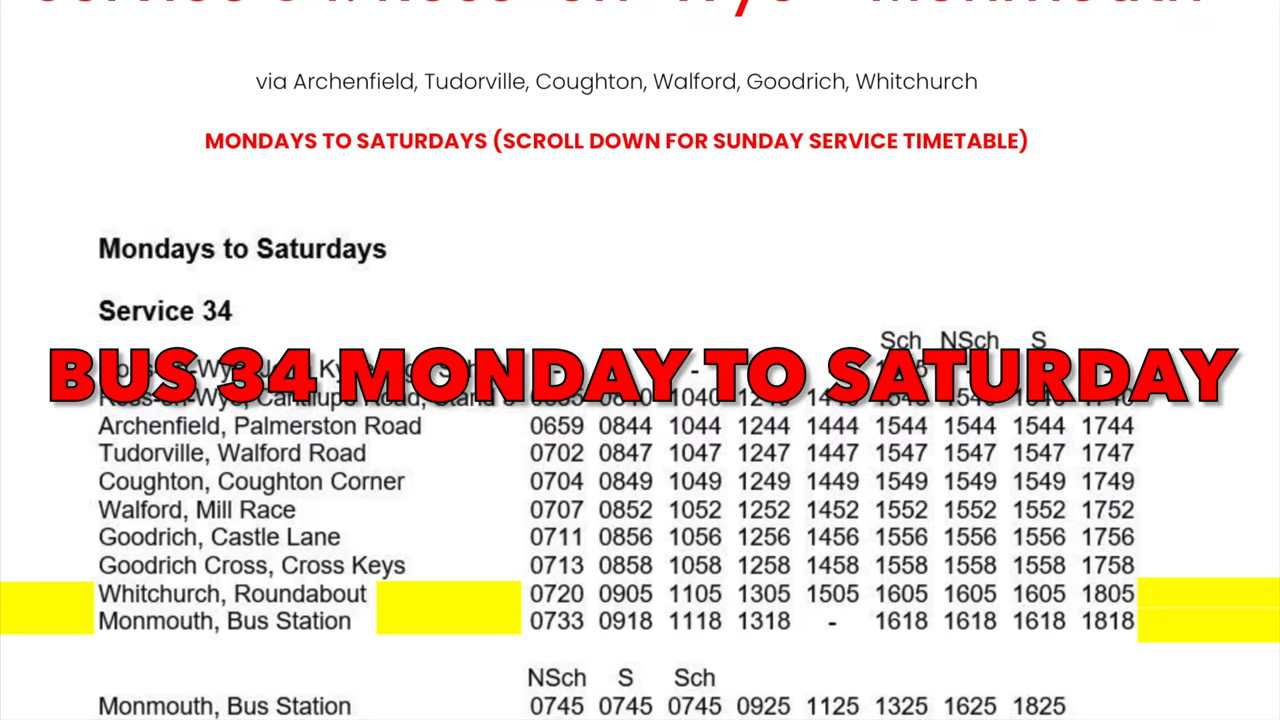 via Archenfield, Tudorville, Coughton, Walford, Goodrich, Whitchurch
MONDAYS TO SATURDAYS (SCROLL DOWN FOR SUNDAY SERVICE TIMETABLE)
Mondays to Saturdays
Service 34
Sch NSch S
BUS 34 MONDAY TO SATURDAY
Archenfield, Palmerston Road 0659 0844 1044 1244 1444 1544 1544 1544 1744
Tudorville, Walford Road 0702 0847 1047 1247 1447 1547 1547 1547 1747
Coughton, Coughton Corner 0704 0849 1049 1249 1449 1549 1549 1549 1749
Walford, Mill Race 0707 0852 1052 1252 1452 1552 1552 1552 1752
Goodrich, Castle Lane 0711 0856 1056 1256 1456 1556 1556 1556 1756
Goodrich Cross, Cross Keys 0713 0858 1058 1258 1458 1558 1558 1558 1758
Whitchurch, Roundabout 0720 0905 1105 1305 1505 1605 1605 1605 1805
Monmouth, Bus Station 0733 0918 1118 1318 - 1618 1618 1618 1818
NSch S Sch
Monmouth, Bus Station 0745 0745 0745 0925 1125 1325 1625 1825